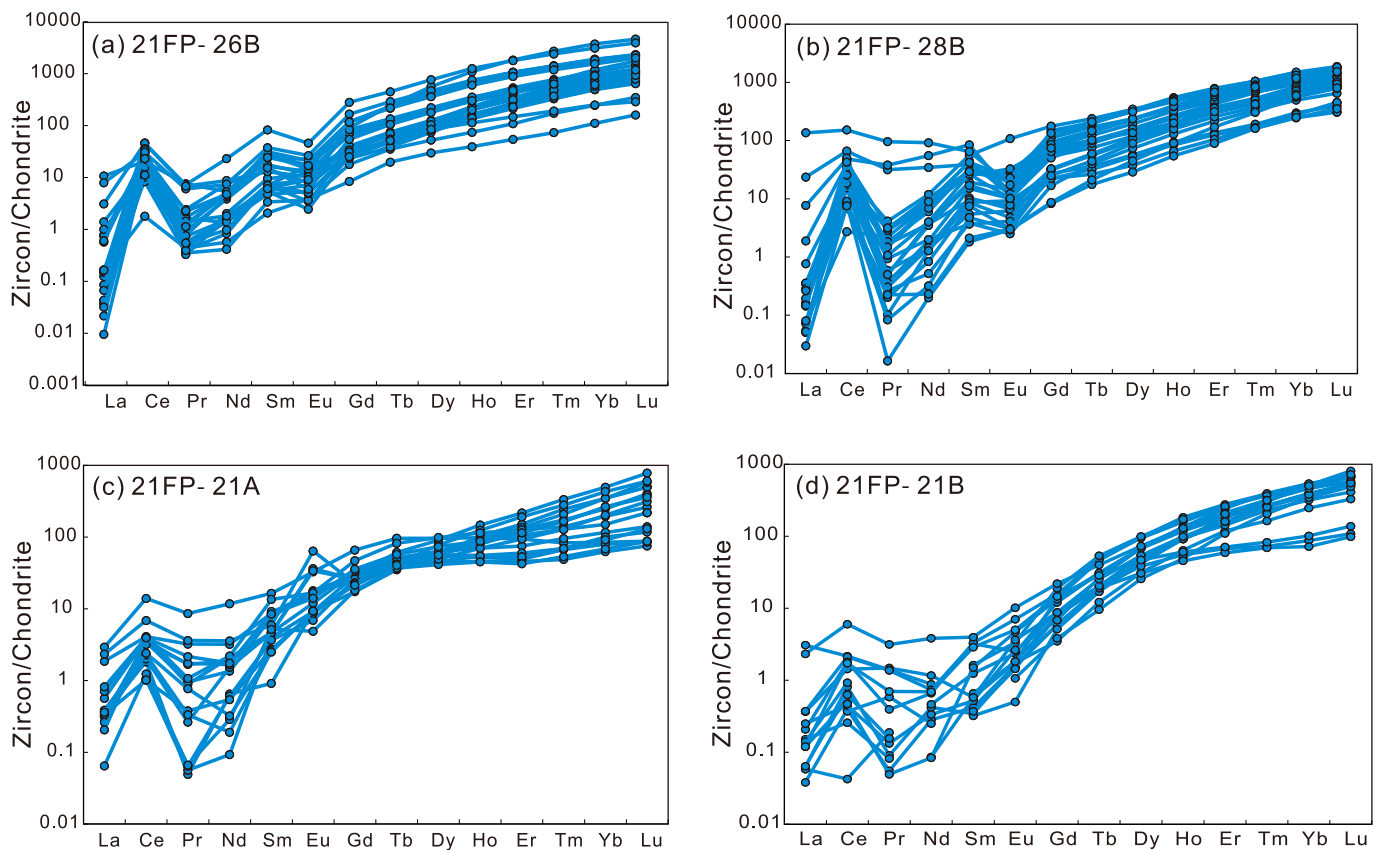 (a) 21FP- 26B
Zircon/Chondrite
10000
1000
100
10
1
0.1
0.01
0.001
La Ce Pr Nd Sm Eu Gd Tb Dy Ho Er Tm Yb Lu
(b) 21FP- 28B
Zircon/Chondrite
10000
1000
100
10
1
0.1
0.01
La Ce Pr Nd Sm Eu Gd Tb Dy Ho Er Tm Yb Lu
(c) 21FP- 21A
Zircon/Chondrite
1000
100
10
1
0.1
0.01
La Ce Pr Nd Sm Eu Gd Tb Dy Ho Er Tm Yb Lu
(d) 21FP- 21B
Zircon/Chondrite
1000
100
10
1
0.1
0.01
La Ce Pr Nd Sm Eu Gd Tb Dy Ho Er Tm Yb Lu